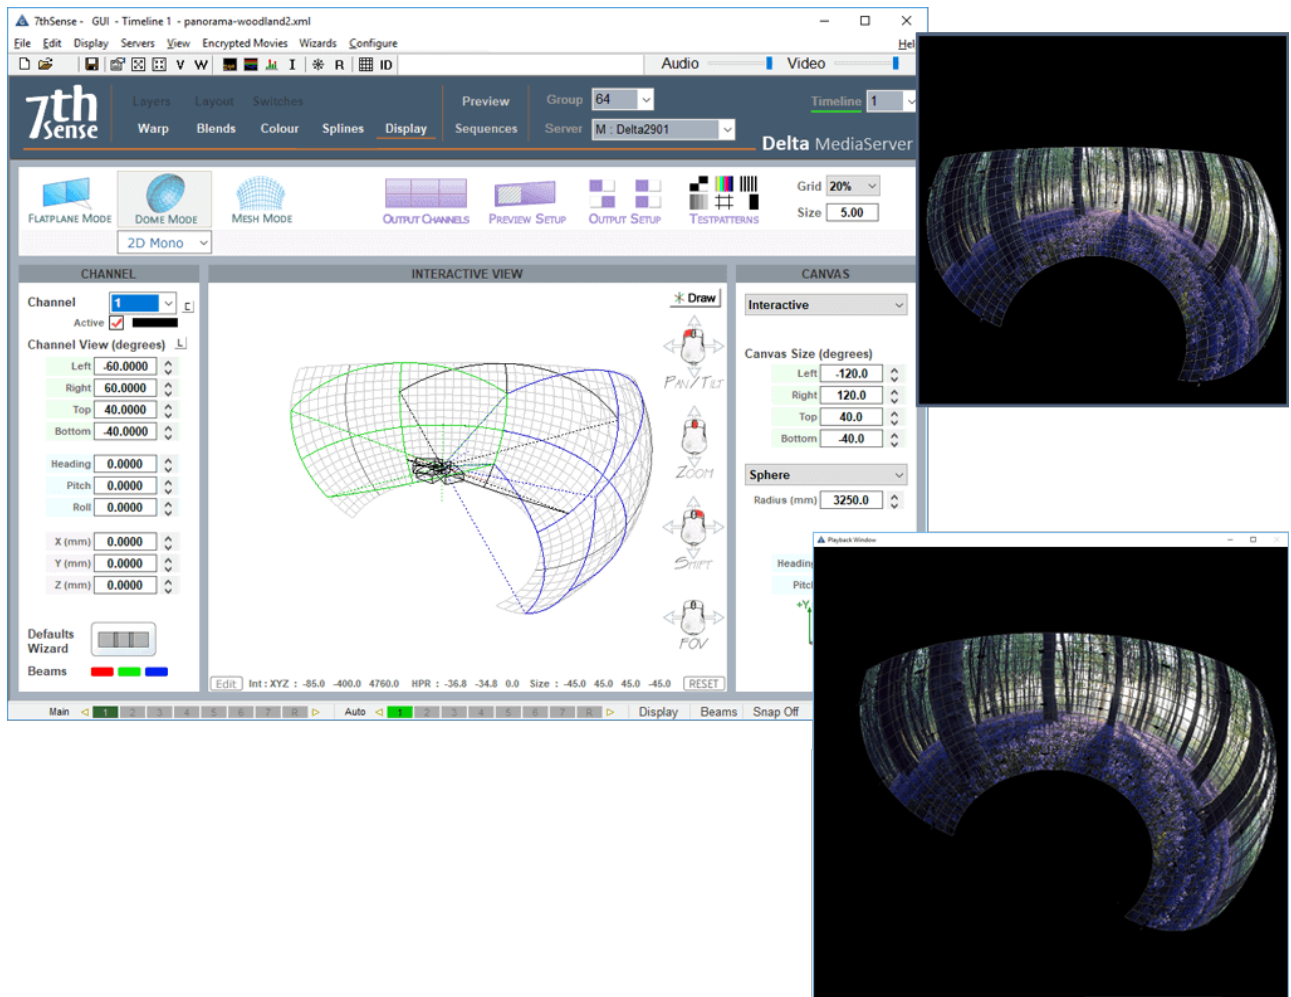 7thSense - GUI - Timeline 1 - panorama-woodland2.xml
File Edit Display Servers View Encrypted Movies Wizards Configure
Hel
V W I R ID
Audio Video
7th Sense
Layers Layout Switches Preview Group 64 Timeline 1
Warp Blends Colour Splines Display Sequences Server M : Delta2901
Delta MediaServer
FLATPLANE MODE DOME MODE MESH MODE OUTPUT CHANNELS PREVIEW SETUP OUTPUT SETUP TESTPATTERNS
Grid 20%
Size 5.00
2D Mono
CHANNEL INTERACTIVE VIEW CANVAS
Channel 1 C
Active
Channel View (degrees) L
Left -60.0000
Right 60.0000
Top 40.0000
Bottom -40.0000
Heading 0.0000
Pitch 0.0000
Roll 0.0000
X (mm) 0.0000
Y (mm) 0.0000
Z (mm) 0.0000
Defaults
Wizard
Beams
Draw
PAN/TILT
ZOOM
SHIFT
FOV
Edit Int : XYZ : -85.0 -400.0 4760.0 HPR : -36.8 -34.8 0.0 Size : -45.0 45.0 45.0 -45.0 RESET
Interactive
Canvas Size (degrees)
Left -120.0
Right 120.0
Top 40.0
Bottom -40.0
Sphere
Radius (mm) 3250.0
Heading
Pitch
+Y
Main 1 2 3 4 5 6 7 8 Auto 1 2 3 4 5 6 7 8 Display Beams Snap Off
Playback Window